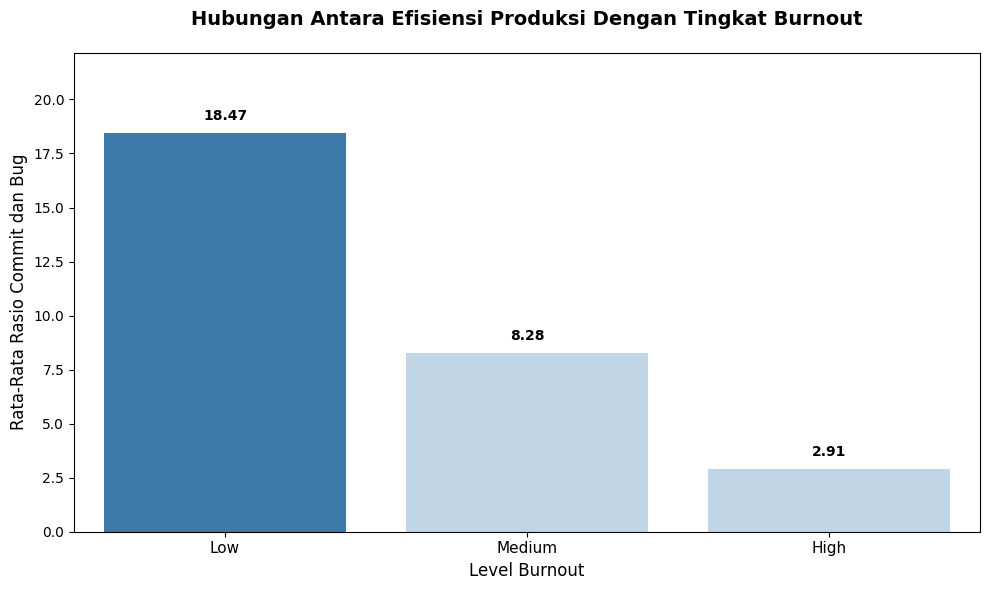 Hubungan Antara Efisiensi Produksi Dengan Tingkat Burnout
Rata-Rata Rasio Commit dan Bug
20.0
17.5
15.0
12.5
10.0
7.5
5.0
2.5
0.0
18.47
8.28
2.91
Low
Medium
High
Level Burnout